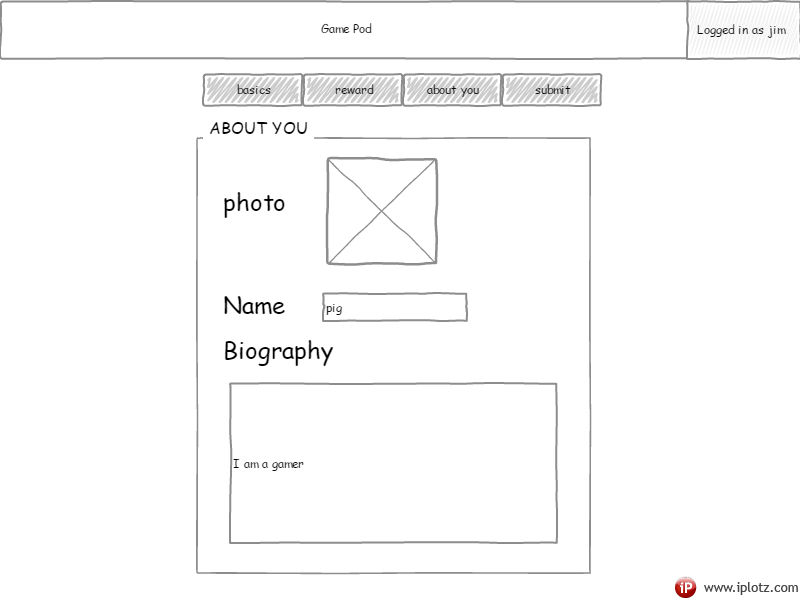 Game Pod
Logged in as jim
basics reward about you submit
ABOUT YOU
photo
Name
pig
Biography
I am a gamer
iP www.iplotz.com